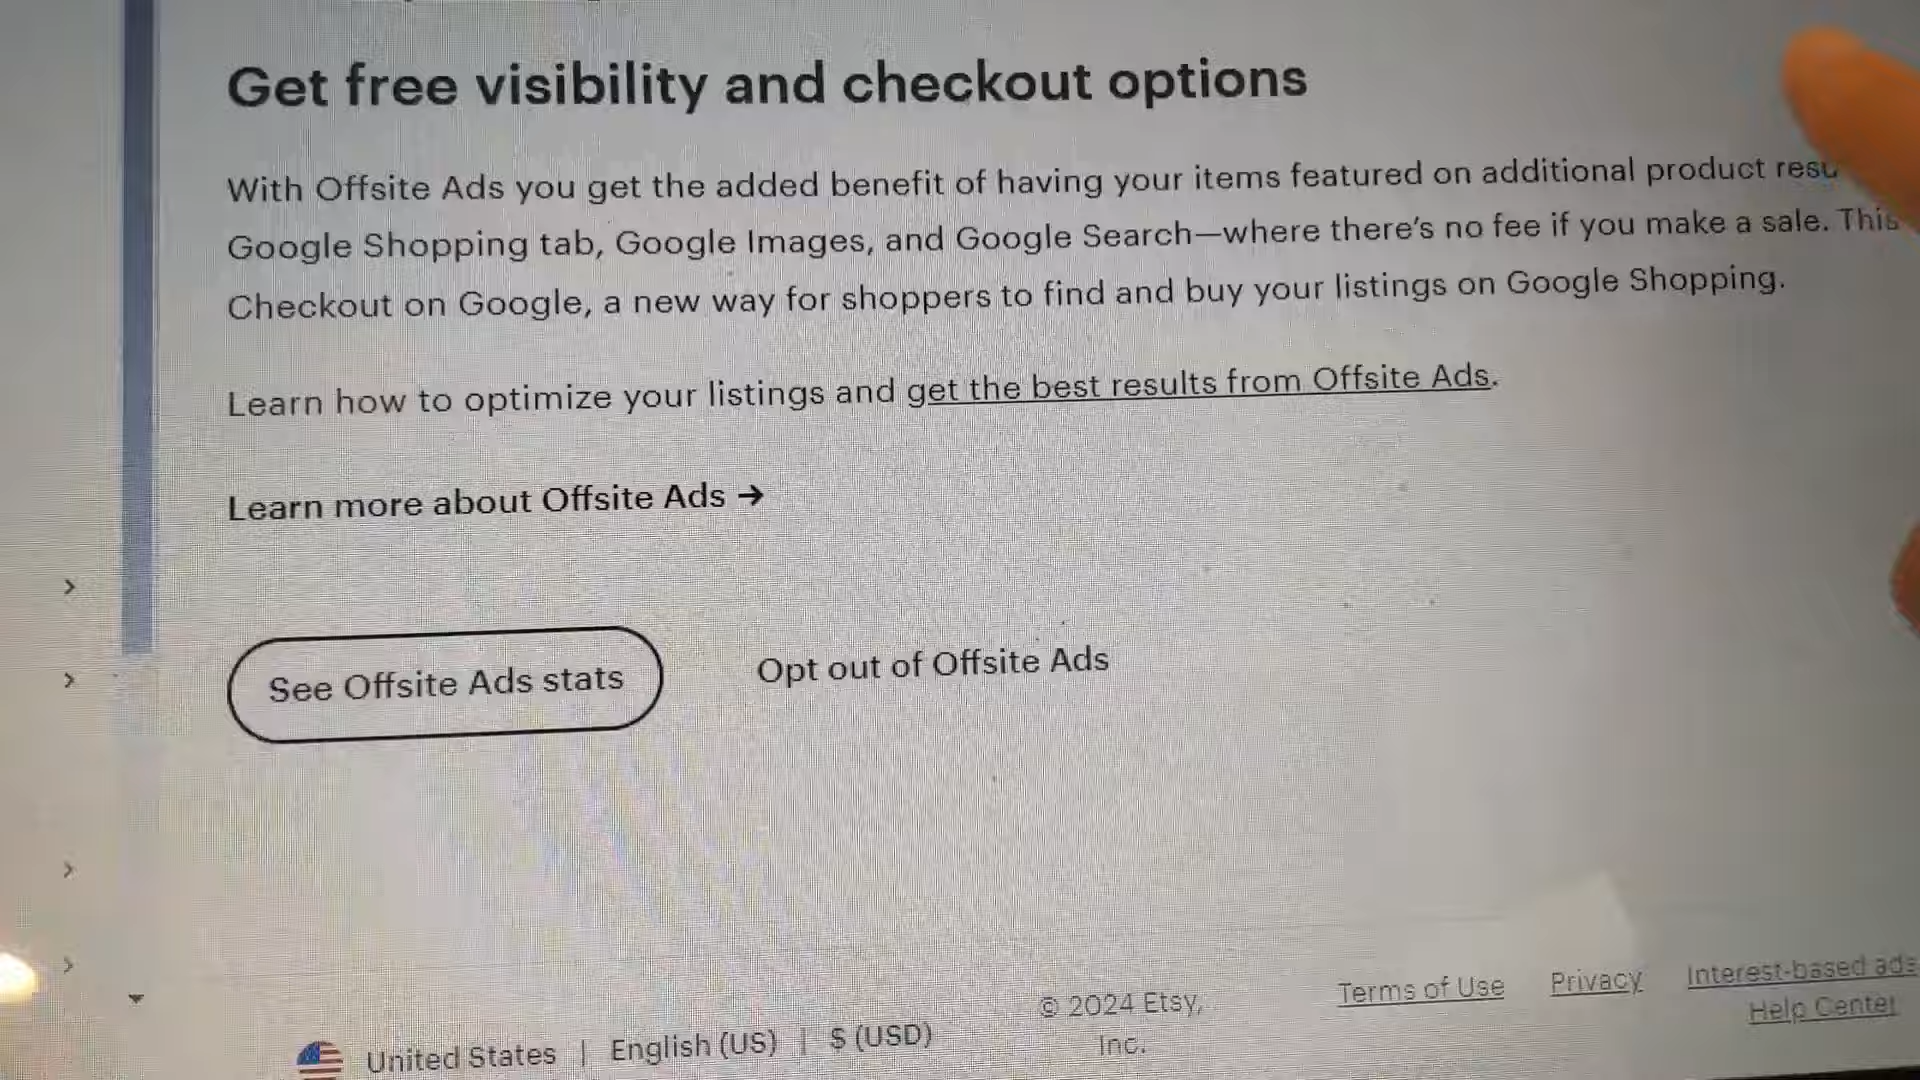 Get free visibility and checkout options
With Offsite Ads you get the added benefit of having your items featured on additional product
Google Shopping tab, Google Images, and Google Search—where there's no fee if you make a sale. This
Checkout on Google, a new way for shoppers to find and buy your listings on Google Shopping.
Learn how to optimize your listings and get the best results from Offsite Ads.
Learn more about Offsite Ads →
See Offsite Ads stats
Opt out of Offsite Ads
United States | English (US) | $ (USD)
© 2024 Etsy,
Inc.
Terms of Use
Privacy
Interest-based ads
Help Center